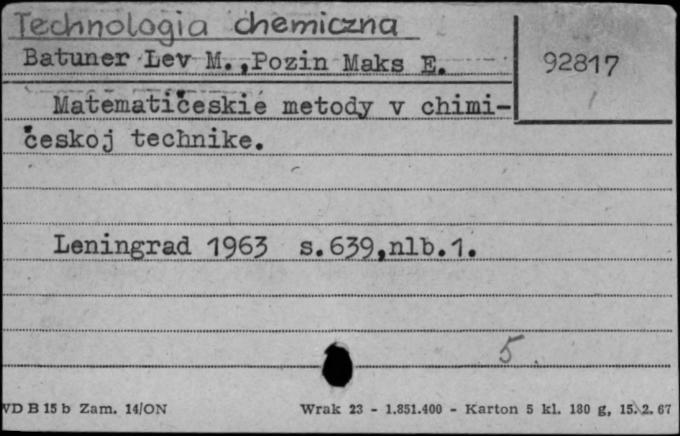 Technologia chemiczna
Batuner Lev M., Pozin Maks E.
92817
Matematičeskie metody v chimi-
českoj technike.
Leningrad 1963 s.639,nlb.1.
5
WD B 15 b Zam. 14/ON
Wrak 23 - 1.851.400 - Karton 5 kl. 180 g, 15.2.67